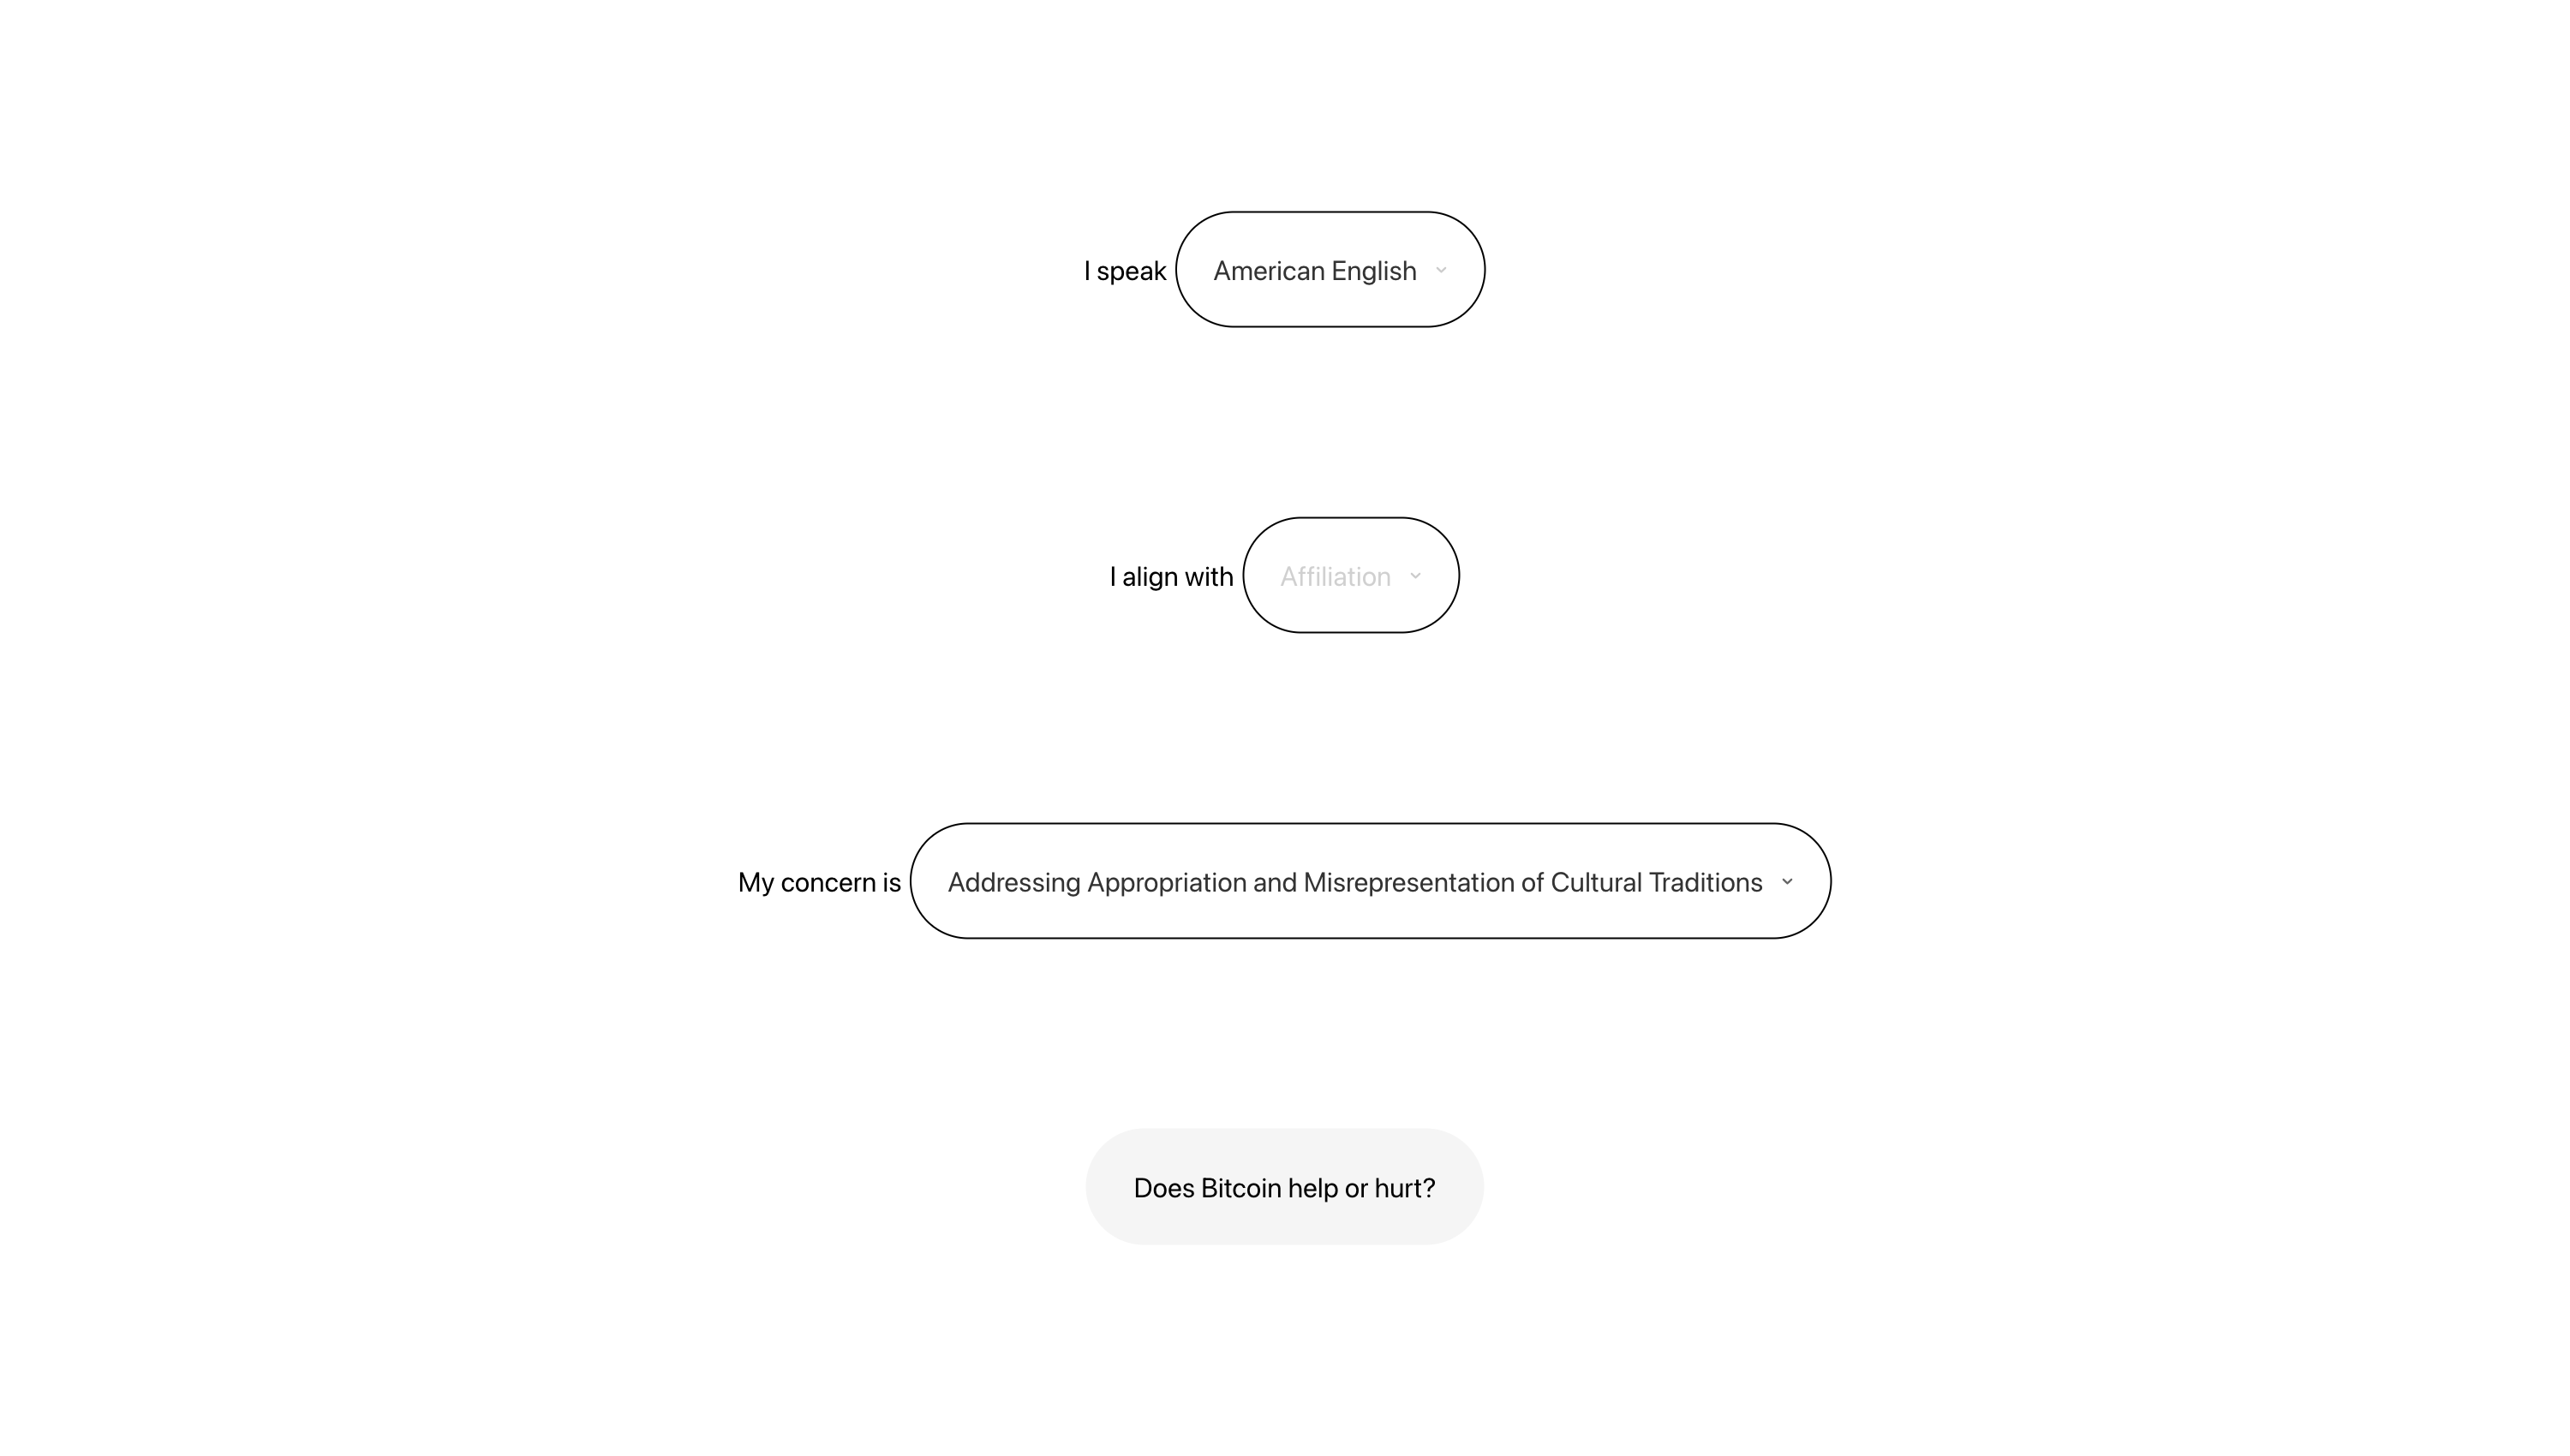 I speak American English
I align with Affiliation
My concern is Addressing Appropriation and Misrepresentation of Cultural Traditions
Does Bitcoin help or hurt?